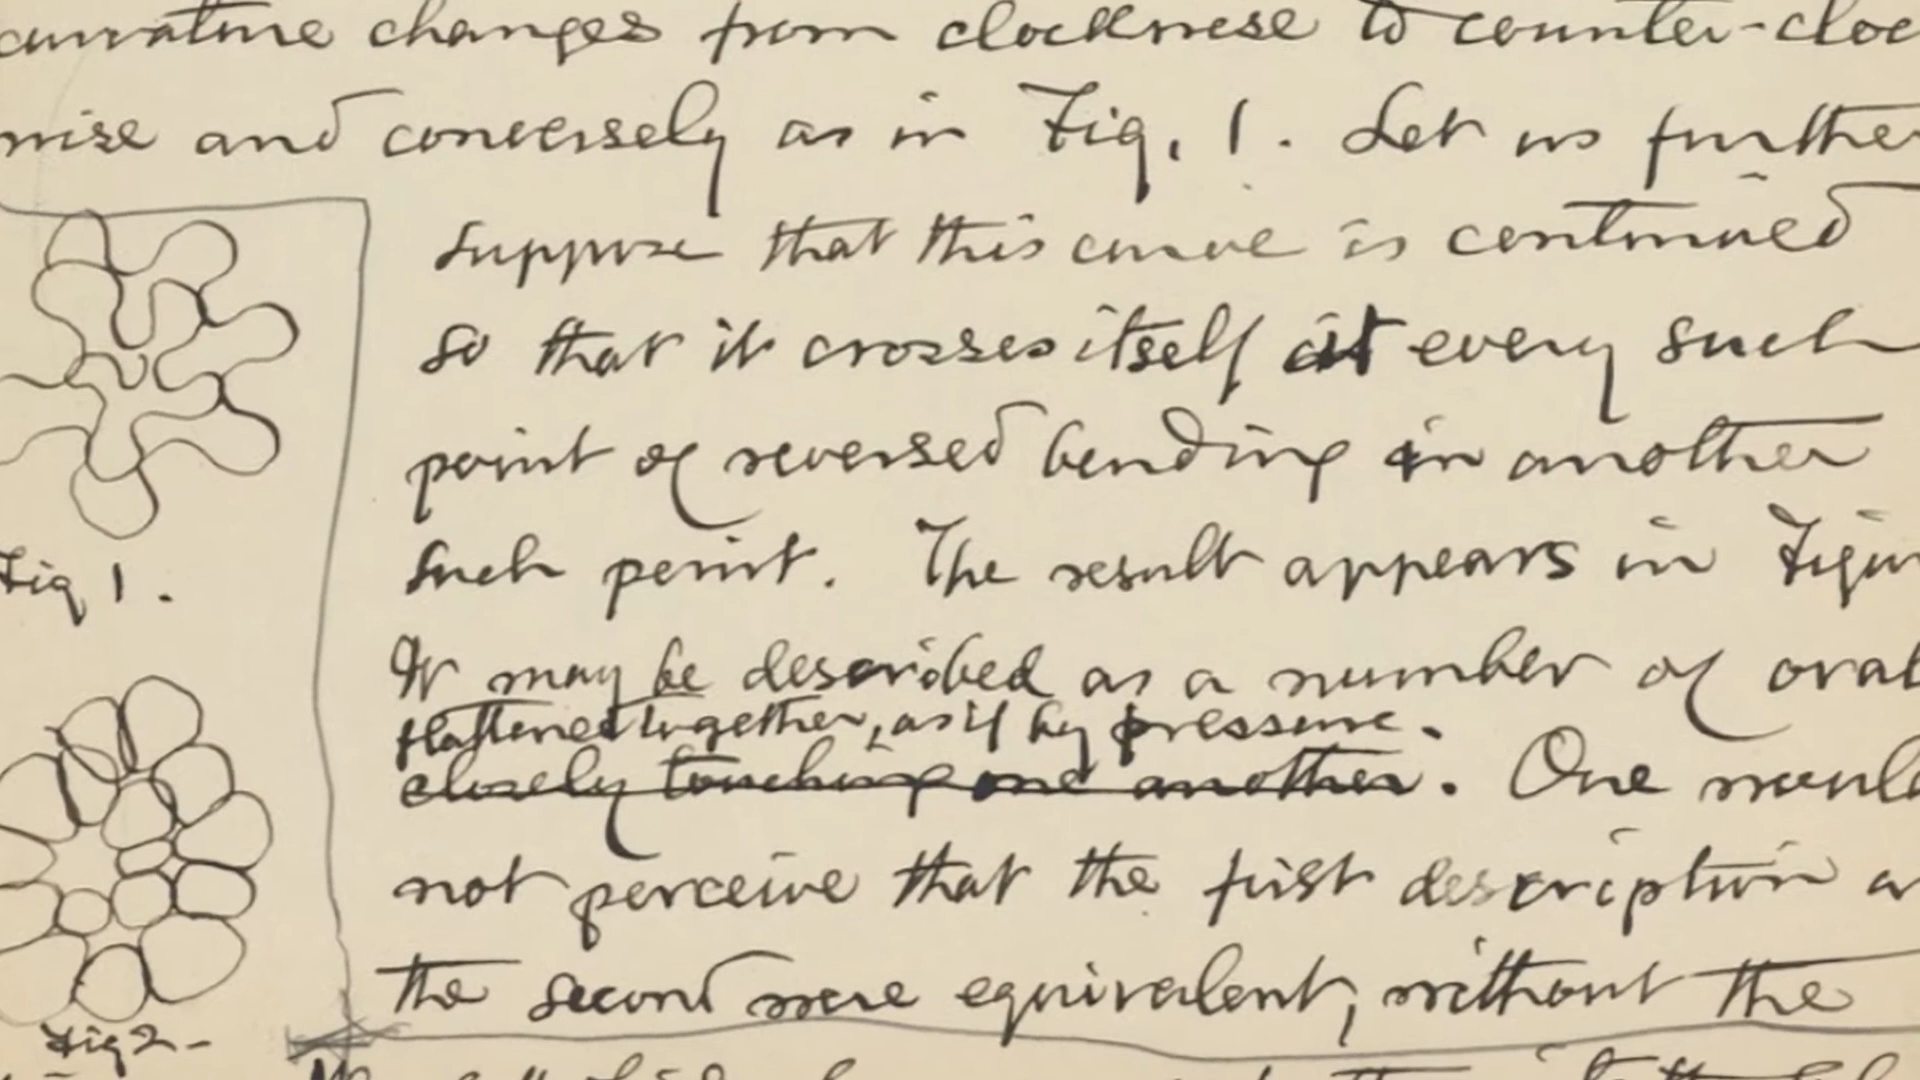 curvature changes from clockwise to counter-cloc
wise and conversely as in Fig. 1. Let us further
suppose that this curve is continued
so that it crosses itself at every such
point of reversed bending in another
such point. The result appears in Figur
Fig 1.
It may be described as a number of oval
flattened together, as if by pressure.
closely touching one another. One would
not perceive that the first description a
the second were equivalent, without the
Fig 2-